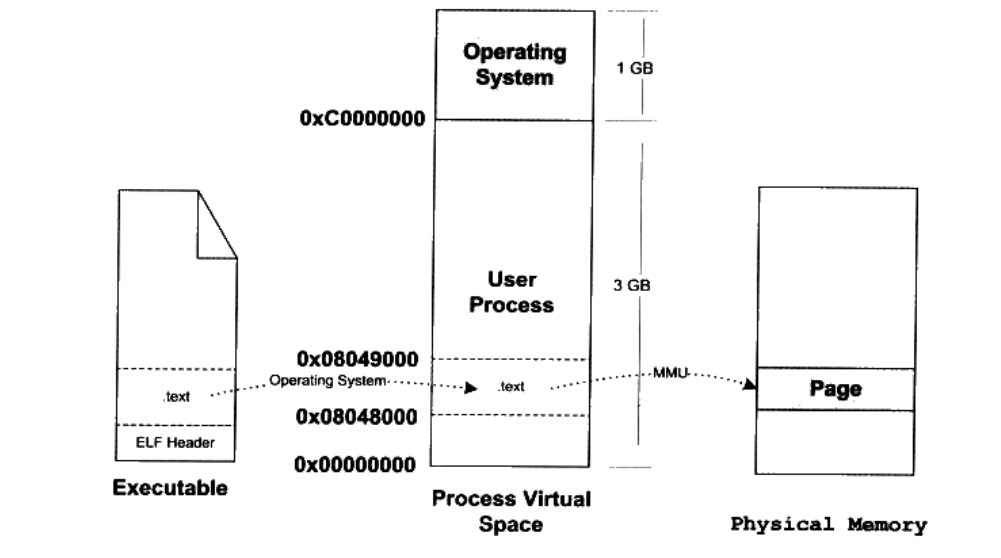 Operating
System
1 GB
0xC0000000
User
Process
3 GB
0x08049000
Operating System
.text
MMU
Page
.text
0x08048000
ELF Header
0x00000000
Executable
Process Virtual
Space
Physical Memory